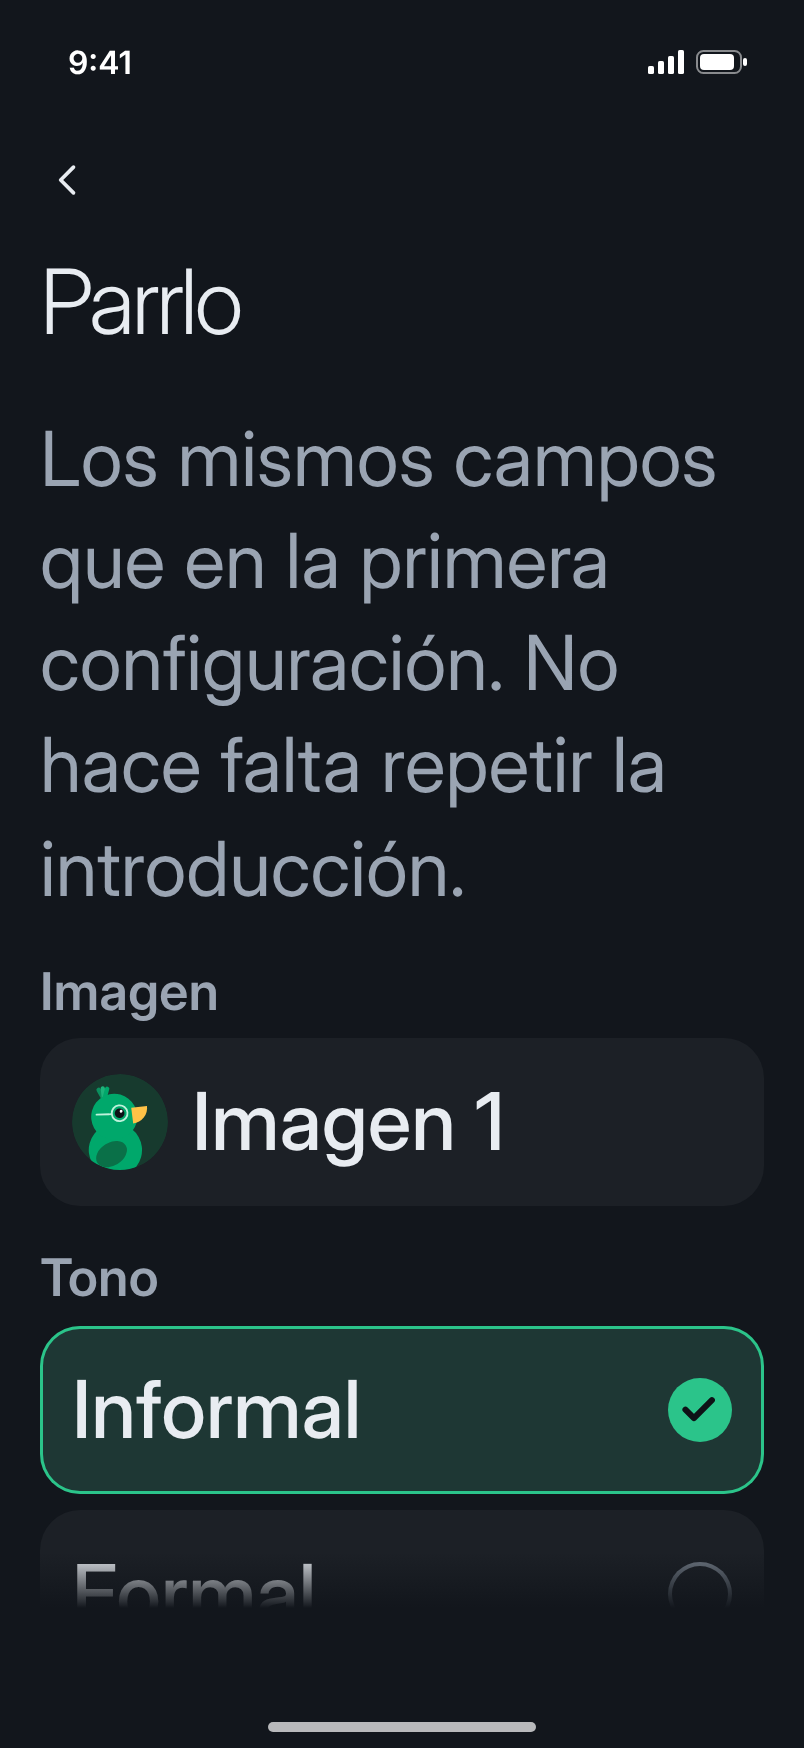 9:41
Parrlo
Los mismos campos
que en la primera
configuración. No
hace falta repetir la
introducción.
Imagen
Imagen 1
Tono
Informal
Formal